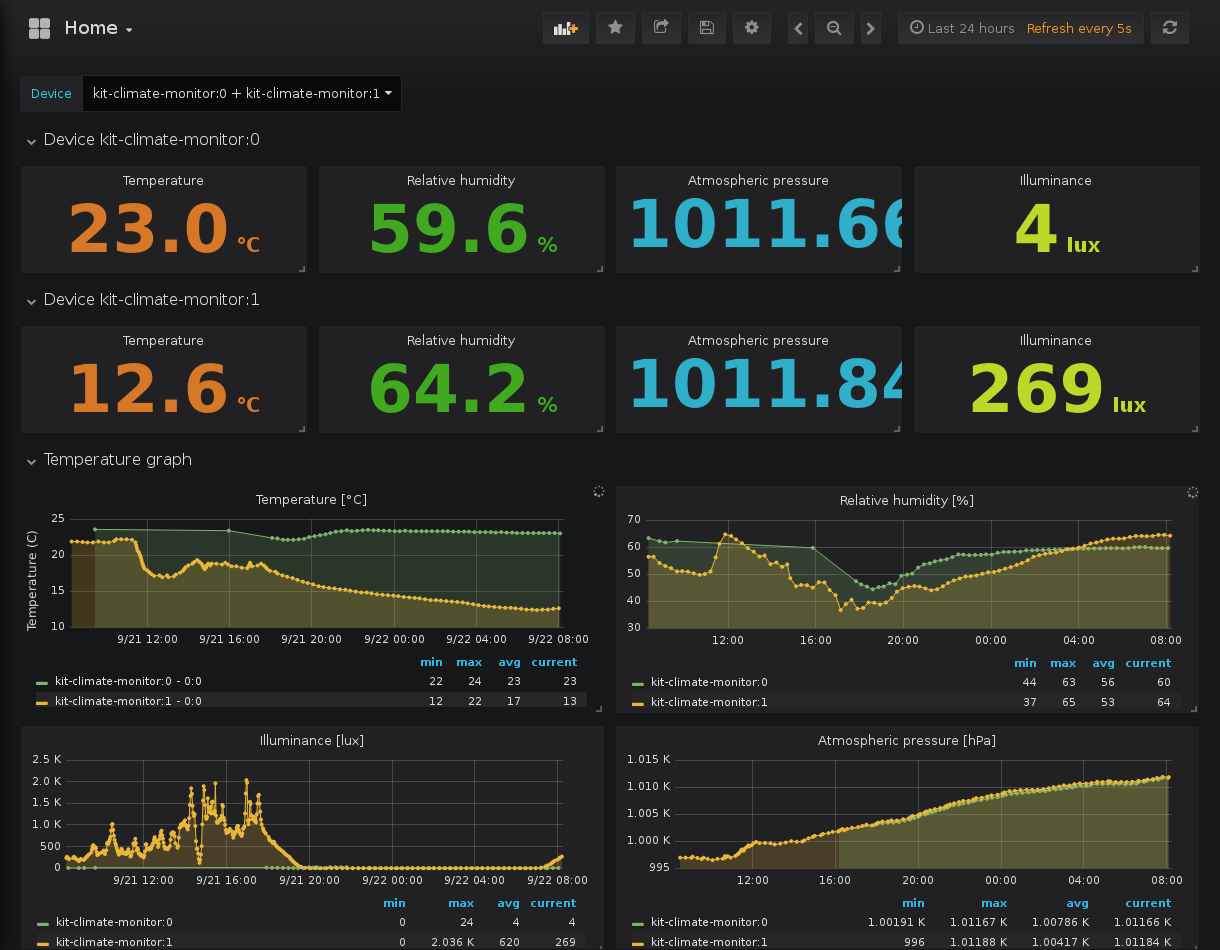 Home
Last 24 hours Refresh every 5s
Device kit-climate-monitor:0 + kit-climate-monitor:1
Device kit-climate-monitor:0
Temperature Relative humidity Atmospheric pressure Illuminance
23.0 °C 59.6 % 1011.66 4 lux
Device kit-climate-monitor:1
Temperature Relative humidity Atmospheric pressure Illuminance
12.6 °C 64.2 % 1011.84 269 lux
Temperature graph
Temperature [°C]
Temperature (C)
25
20
15
10
9/21 12:00 9/21 16:00 9/21 20:00 9/22 00:00 9/22 04:00 9/22 08:00
min max avg current
kit-climate-monitor:0 - 0:0 22 24 23 23
kit-climate-monitor:1 - 0:0 12 22 17 13
Relative humidity [%]
70
60
50
40
30
12:00 16:00 20:00 00:00 04:00 08:00
min max avg current
kit-climate-monitor:0 44 63 56 60
kit-climate-monitor:1 37 65 53 64
Illuminance [lux]
2.5 K
2.0 K
1.5 K
1.0 K
500
0
9/21 12:00 9/21 16:00 9/21 20:00 9/22 00:00 9/22 04:00 9/22 08:00
min max avg current
kit-climate-monitor:0 0 24 4 4
kit-climate-monitor:1 0 2.036 K 620 269
Atmospheric pressure [hPa]
1.015 K
1.010 K
1.005 K
1.000 K
995
12:00 16:00 20:00 00:00 04:00 08:00
min max avg current
kit-climate-monitor:0 1.00191 K 1.01167 K 1.00786 K 1.01166 K
kit-climate-monitor:1 996 1.01188 K 1.00417 K 1.01184 K